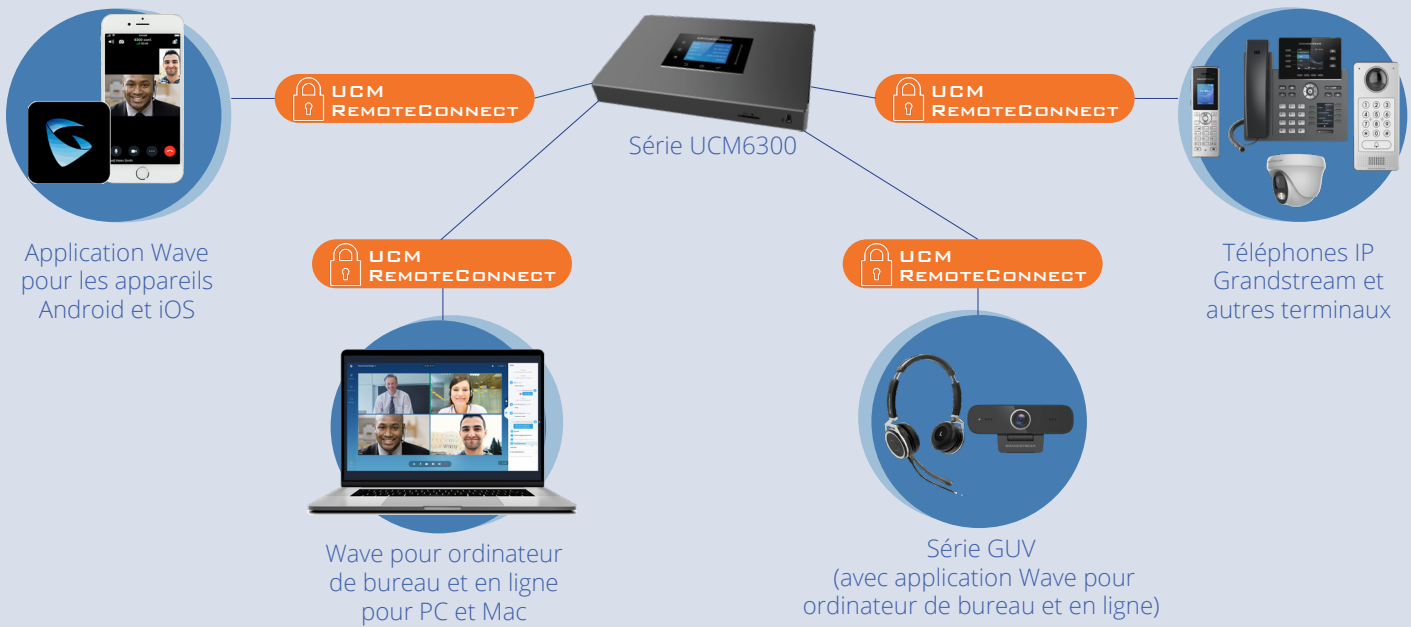 UCM
REMOTECONNECT
UCM
REMOTECONNECT
Série UCM6300
Application Wave
pour les appareils
Android et iOS
UCM
REMOTECONNECT
UCM
REMOTECONNECT
Téléphones IP
Grandstream et
autres terminaux
Wave pour ordinateur
de bureau et en ligne
pour PC et Mac
Série GUV
(avec application Wave pour
ordinateur de bureau et en ligne)